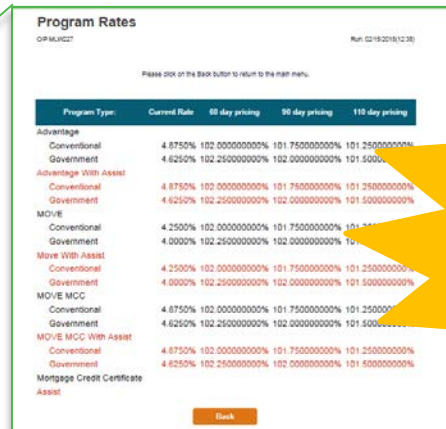 Program Rates
O/P MLW027 Run: 02/15/2018(12:38)
Please click on the Back button to return to the main menu.
Program Type: Current Rate 60 day pricing 90 day pricing 110 day pricing
Advantage
Conventional 4.8750% 102.000000000% 101.750000000% 101.250000000%
Government 4.6250% 102.250000000% 102.000000000%
Advantage With Assist
Conventional 4.8750% 102.000000000% 101.750000000% 101.250000000%
Government 4.6250% 102.250000000% 102.000000000% 101.500000000%
MOVE
Conventional 4.2500% 102.000000000% 101.750000000%
Government 4.0000% 102.250000000% 102.000000000%
Move With Assist
Conventional 4.2500% 102.000000000% 101.750000000% 101.250000000%
Government 4.0000% 102.250000000% 102.000000000% 101.500000000%
MOVE MCC
Conventional 4.8750% 102.000000000% 101.750000000%
Government 4.6250% 102.250000000% 102.000000000%
MOVE MCC With Assist
Conventional 4.8750% 102.000000000% 101.750000000% 101.250000000%
Government 4.6250% 102.250000000% 102.000000000% 101.500000000%
Mortgage Credit Certificate
Assist
Back